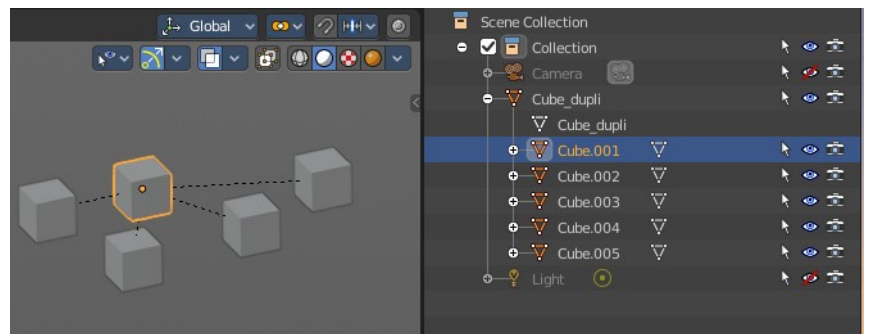 Global
Scene Collection
Collection
Camera
Cube_dupli
Cube_dupli
Cube.001
Cube.002
Cube.003
Cube.004
Cube.005
Light